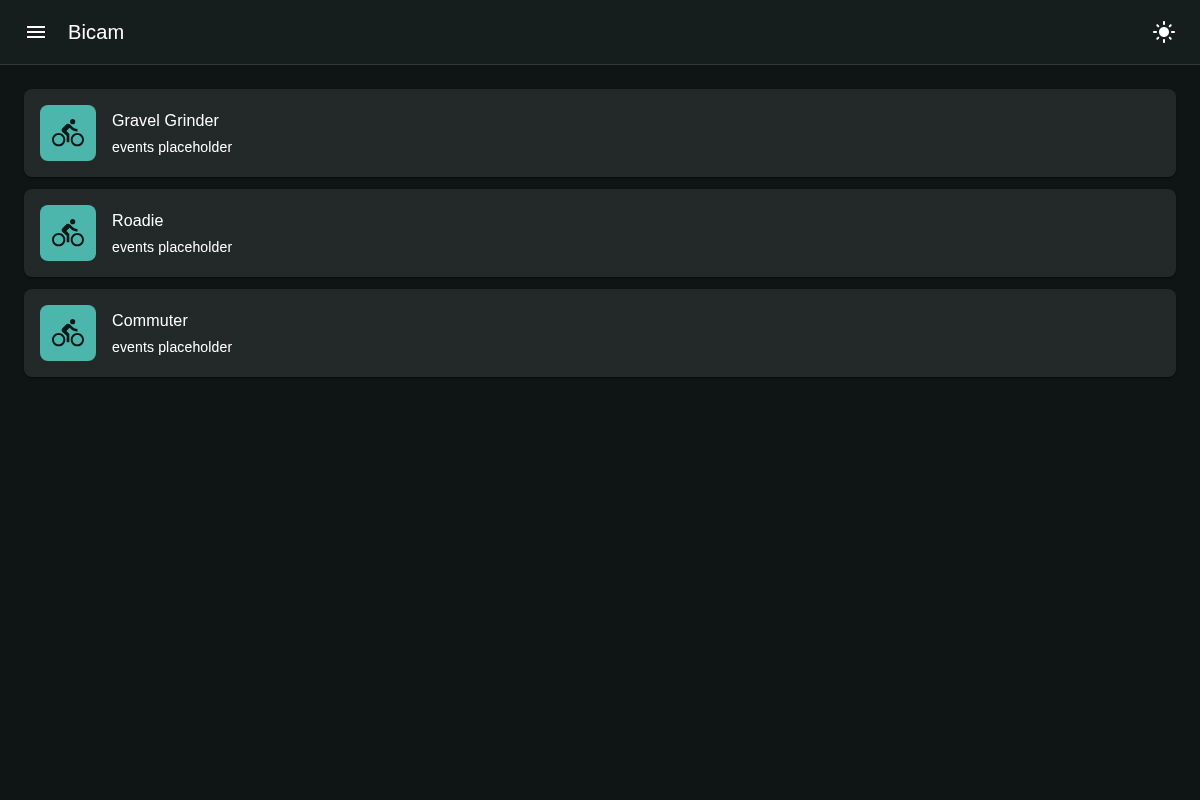 Bicam
Gravel Grinder
events placeholder
Roadie
events placeholder
Commuter
events placeholder